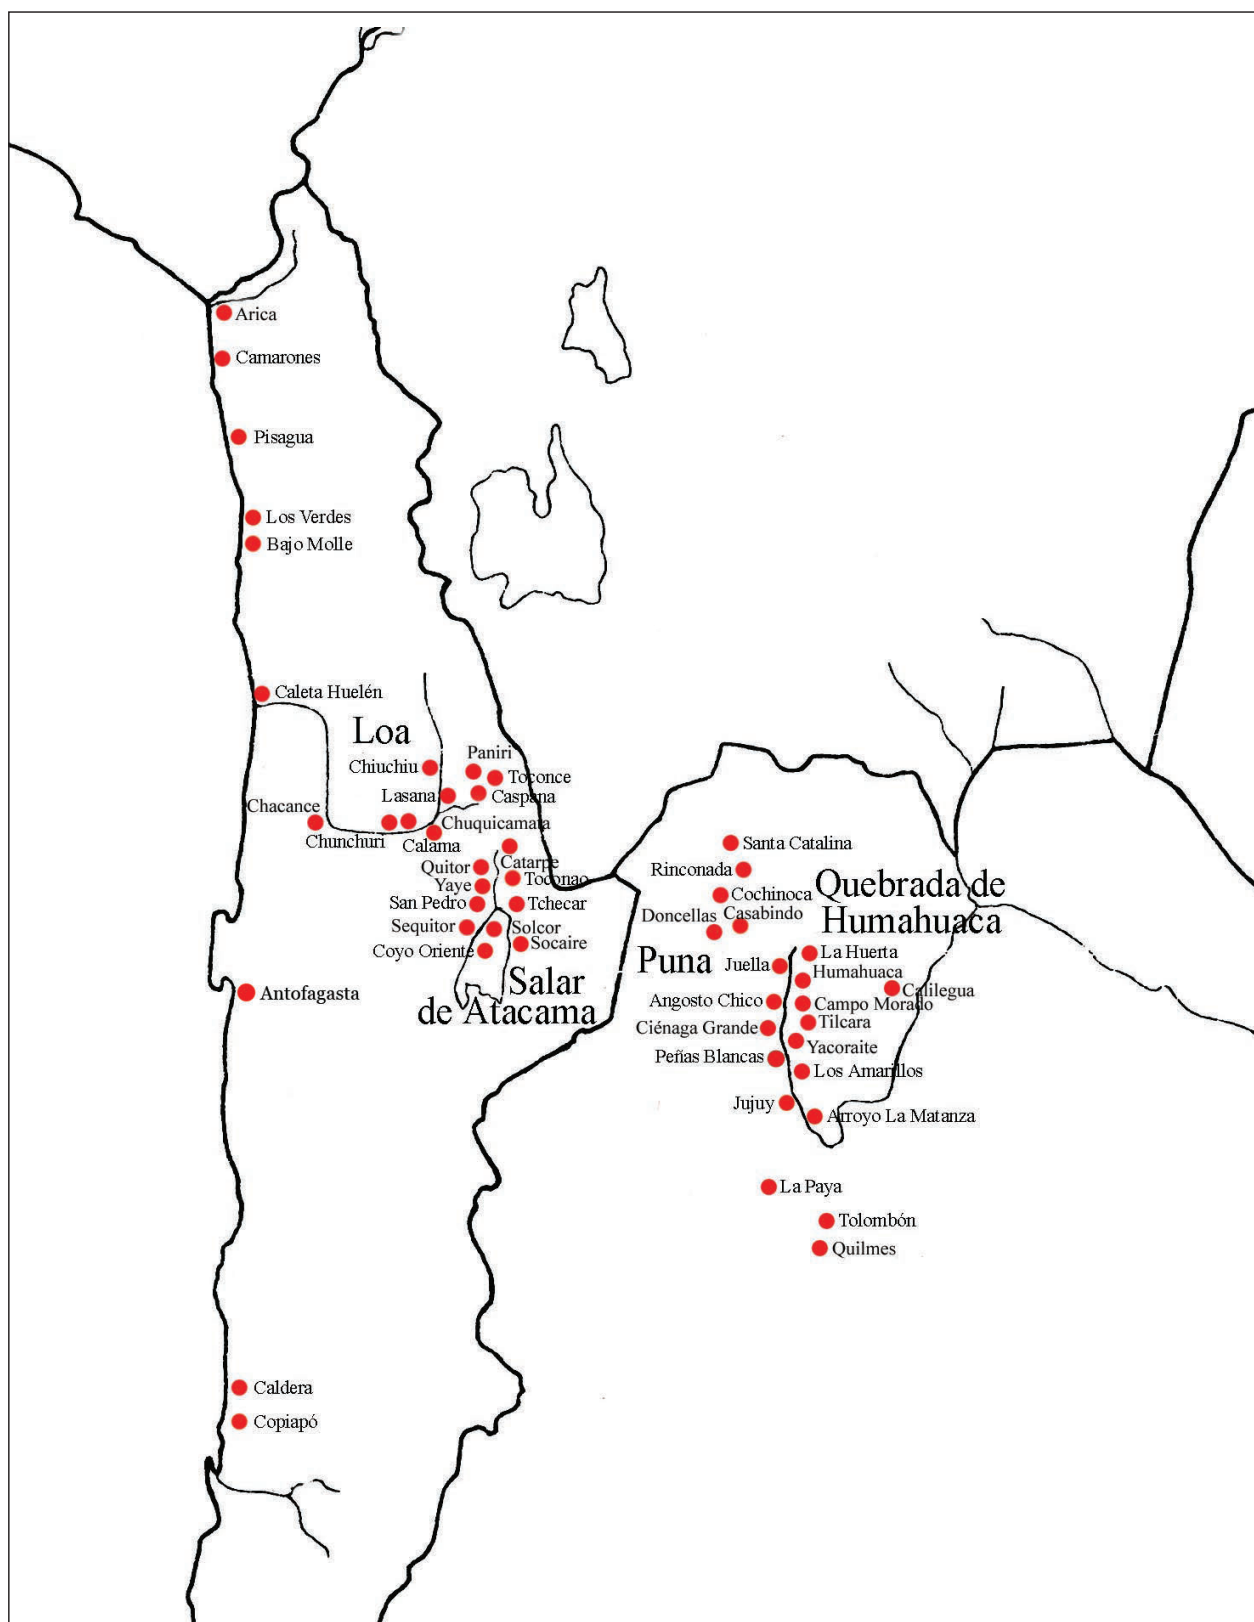 Arica
Camarones
Pisagua
Los Verdes
Bajo Molle
Caleta Huelén
Loa
Paniri
Chiuchiu
Toconce
Lasana
Caspana
Chacance
Chuquicamata
Chunchuri
Calama
Catarpe
Quitor
Toconao
Yaye
San Pedro
Tchecar
Sequitor
Solcor
Socaire
Coyo Oriente
Salar
de Atacama
Antofagasta
Santa Catalina
Rinconada
Cochinoca
Quebrada de
Humahuaca
Doncellas
Casabindo
Puna
La Huerta
Juella
Humahuaca
Calilegua
Angosto Chico
Campo Morado
Tilcara
Ciénaga Grande
Yacoraite
Peñas Blancas
Los Amarillos
Jujuy
Arroyo La Matanza
La Paya
Tolombón
Quilmes
Caldera
Copiapó